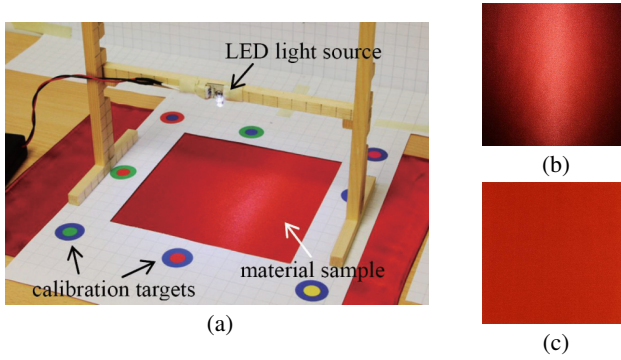 LED light source
material sample
calibration targets
(a)
(b)
(c)